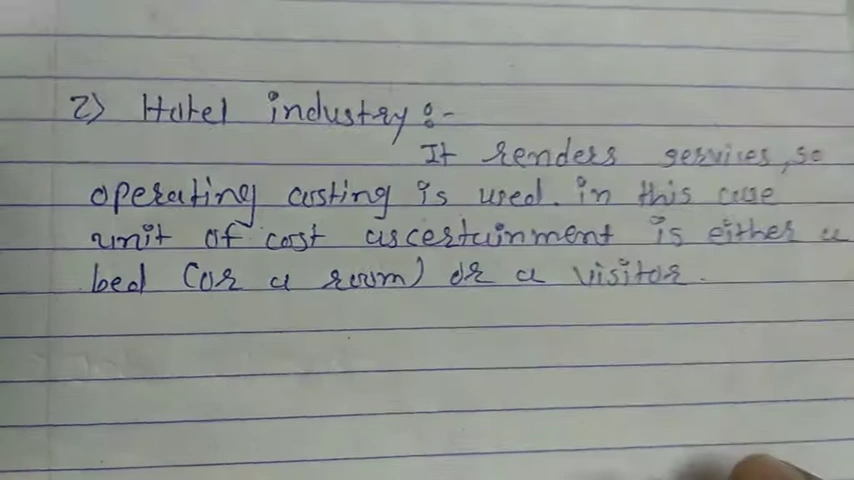 2) Hotel industry :-
It renders services, so
operating costing is used. in this case
unit of cost ascertainment is either a
bed (or a room) or a visitor.